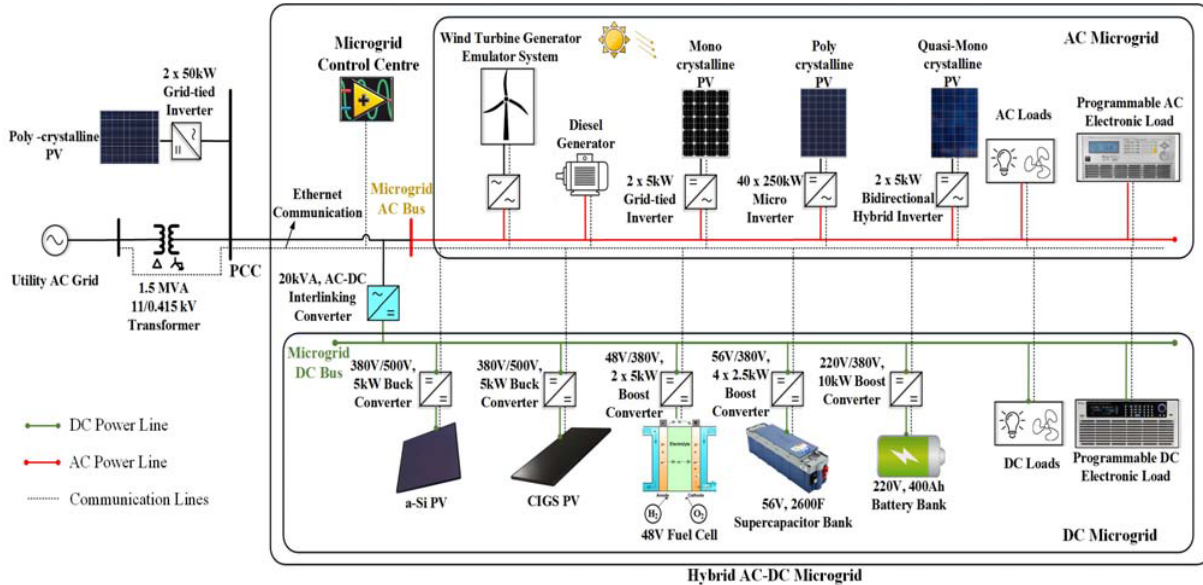 Microgrid
Control Centre
Wind Turbine Generator
Emulator System
Mono
crystalline
PV
Poly
crystalline
PV
Quasi-Mono
crystalline
PV
AC Microgrid
2 x 50kW
Grid-tied
Inverter
Poly -crystalline
PV
Diesel
Generator
AC Loads
Programmable AC
Electronic Load
2 x 5kW
Grid-tied
Inverter
40 x 250kW
Micro
Inverter
2 x 5kW
Bidirectional
Hybrid Inverter
Ethernet
Communication
Microgrid
AC Bus
Utility AC Grid
PCC
1.5 MVA
11/0.415 kV
Transformer
20kVA, AC-DC
Interlinking
Converter
Microgrid
DC Bus
380V/500V,
5kW Buck
Converter
380V/500V,
5kW Buck
Converter
48V/380V,
2 x 5kW
Boost
Converter
56V/380V,
4 x 2.5kW
Boost
Converter
220V/380V,
10kW Boost
Converter
DC Power Line
AC Power Line
Communication Lines
a-Si PV
CIGS PV
Electrolyte
Anode
Cathode
H2
O2
48V Fuel Cell
56V, 2600F
Supercapacitor Bank
220V, 400Ah
Battery Bank
DC Loads
Programmable DC
Electronic Load
DC Microgrid
Hybrid AC-DC Microgrid